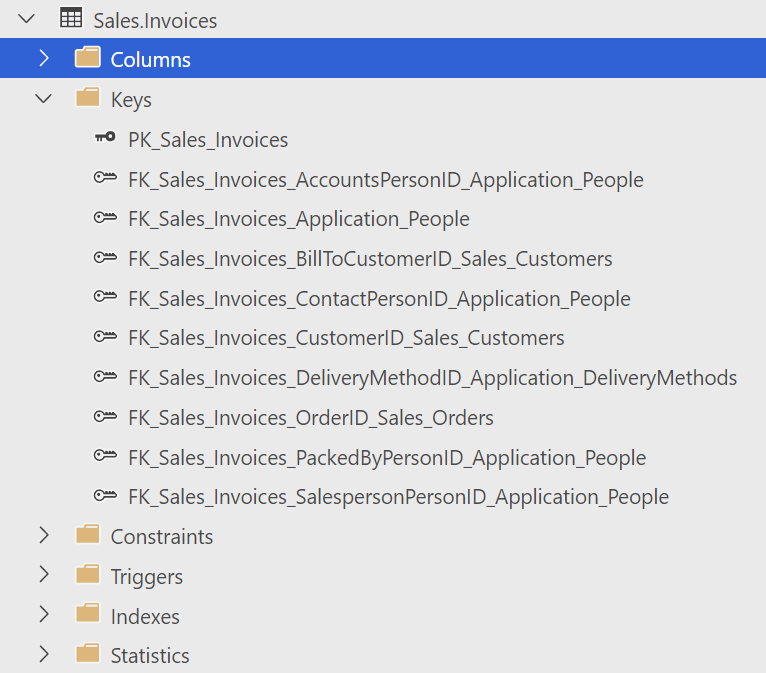 Sales.Invoices
Columns
Keys
PK_Sales_Invoices
FK_Sales_Invoices_AccountsPersonID_Application_People
FK_Sales_Invoices_Application_People
FK_Sales_Invoices_BillToCustomerID_Sales_Customers
FK_Sales_Invoices_ContactPersonID_Application_People
FK_Sales_Invoices_CustomerID_Sales_Customers
FK_Sales_Invoices_DeliveryMethodID_Application_DeliveryMethods
FK_Sales_Invoices_OrderID_Sales_Orders
FK_Sales_Invoices_PackedByPersonID_Application_People
FK_Sales_Invoices_SalespersonPersonID_Application_People
Constraints
Triggers
Indexes
Statistics